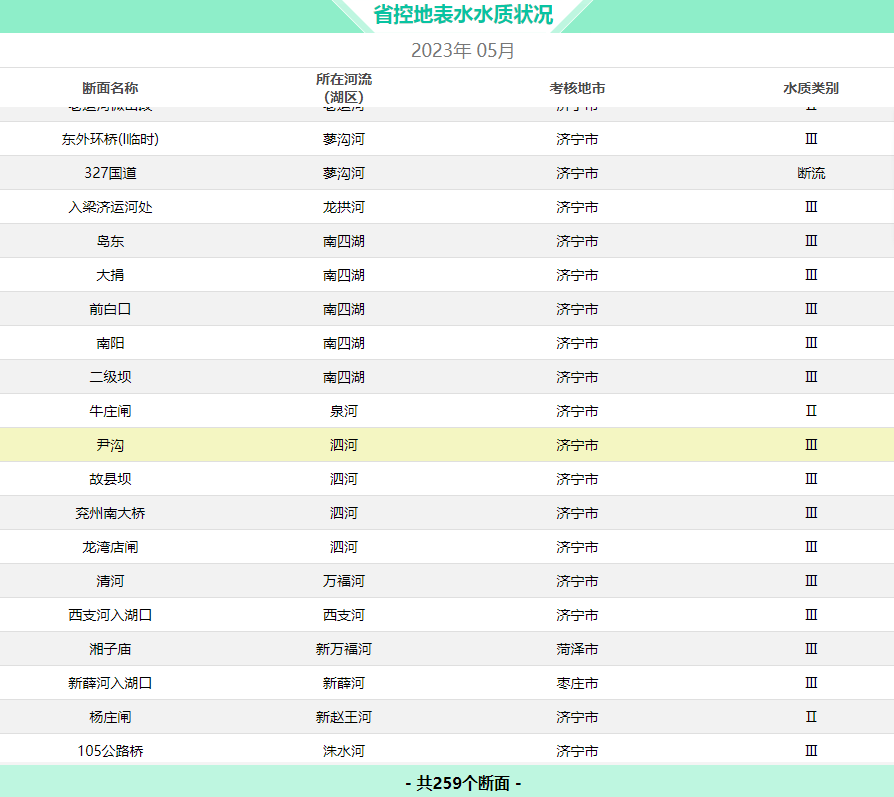 省控地表水水质状况
2023年 05月
断面名称 所在河流(湖区) 考核地市 水质类别
东外环桥(临时) 蓼沟河 济宁市 Ⅲ
327国道 蓼沟河 济宁市 断流
入梁济运河处 龙拱河 济宁市 Ⅲ
岛东 南四湖 济宁市 Ⅲ
大捐 南四湖 济宁市 Ⅲ
前白口 南四湖 济宁市 Ⅲ
南阳 南四湖 济宁市 Ⅲ
二级坝 南四湖 济宁市 Ⅲ
牛庄闸 泉河 济宁市 Ⅱ
尹沟 泗河 济宁市 Ⅲ
故县坝 泗河 济宁市 Ⅲ
兖州南大桥 泗河 济宁市 Ⅲ
龙湾店闸 泗河 济宁市 Ⅲ
清河 万福河 济宁市 Ⅲ
西支河入湖口 西支河 济宁市 Ⅲ
湘子庙 新万福河 菏泽市 Ⅲ
新薛河入湖口 新薛河 枣庄市 Ⅲ
杨庄闸 新赵王河 济宁市 Ⅱ
105公路桥 洙水河 济宁市 Ⅲ
- 共259个断面 -